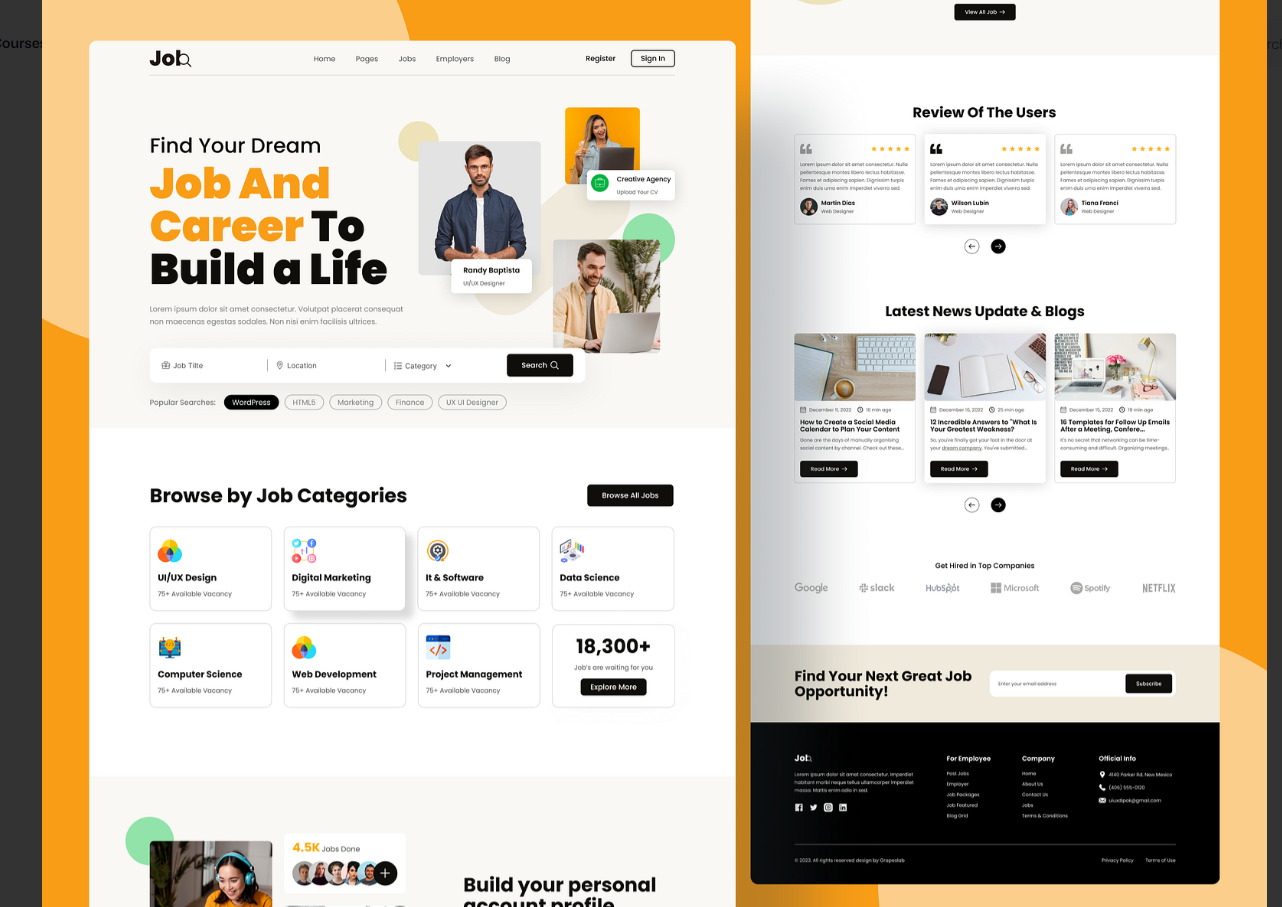 Courses
Job
Home
Pages
Jobs
Employers
Blog
Register
Sign In
Find Your Dream
Job And
Career To
Build a Life
Lorem ipsum dolor sit amet consectetur. Volutpat placerat consequat
non maecenas egestas sodales. Non nisi enim facilisis ultrices.
Creative Agency
Upload Your CV
Randy Baptista
UI/UX Designer
Job Tilte
Location
Category
Search
Popular Searches:
WordPress
HTML5
Marketing
Finance
UX UI Designer
Browse by Job Categories
Browse All Jobs
UI/UX Design
75+ Available Vacancy
Digital Marketing
75+ Available Vacancy
It & Software
75+ Available Vacancy
Data Science
75+ Available Vacancy
Computer Science
75+ Available Vacancy
Web Development
75+ Available Vacancy
Project Management
75+ Available Vacancy
18,300+
Job's are waiting for you
Explore More
4.5K Jobs Done
Build your personal
account profile
View All Job →
Review Of The Users
Lorem ipsum dolor sit amet consectetur. Nulla
pellentesque montes libero lectus habitasse.
Fames et adipiscing sapien. Dignissim turpis
enim duis urna enim imperdiet viverra sed.
Martin Dias
Web Designer
Lorem ipsum dolor sit amet consectetur. Nulla
pellentesque montes libero lectus habitasse.
Fames et adipiscing sapien. Dignissim turpis
enim duis urna enim imperdiet viverra sed.
Wilson Lubin
Web Designer
Lorem ipsum dolor sit amet consectetur. Nulla
pellentesque montes libero lectus habitasse.
Fames et adipiscing sapien. Dignissim turpis
enim duis urna enim imperdiet viverra sed.
Tiana Franci
Web Designer
Latest News Update & Blogs
December 11, 2022
18 min ago
How to Create a Social Media
Calendar to Plan Your Content
Gone are the days of manually organising
social content by channel. Check out these...
Read More →
December 16, 2022
25 min ago
12 Incredible Answers to "What Is
Your Greatest Weakness?
So, you've finally got your foot in the door at
your dream company. You've submitted...
Read More →
December 15, 2022
19 min ago
16 Templates for Follow Up Emails
After a Meeting, Confere...
It's no secret that networking can be time-
consuming and difficult. Organizing meetings..
Read More →
Get Hired in Top Companies
Google
slack
HubSpot
Microsoft
Spotify
NETFLIX
Find Your Next Great Job
Opportunity!
Enter your email address
Subscribe
Job
Lorem ipsum dolor sit amet consectetur. Imperdiet
habitant morbi neque tellus ullamcorper imperdiet
massa. Mattis enim odio in sed.
For Employee
Post Jobs
Employer
Job Packages
Job Featured
Blog Grid
Company
Home
About Us
Contact Us
Jobs
Terms & Conditions
Official Info
4140 Parker Rd. New Mexico
(406) 555-0120
uiuxdipok@gmail.com
© 2023. All rights reserved design by Grapeslab
Privacy Policy
Terms of Use